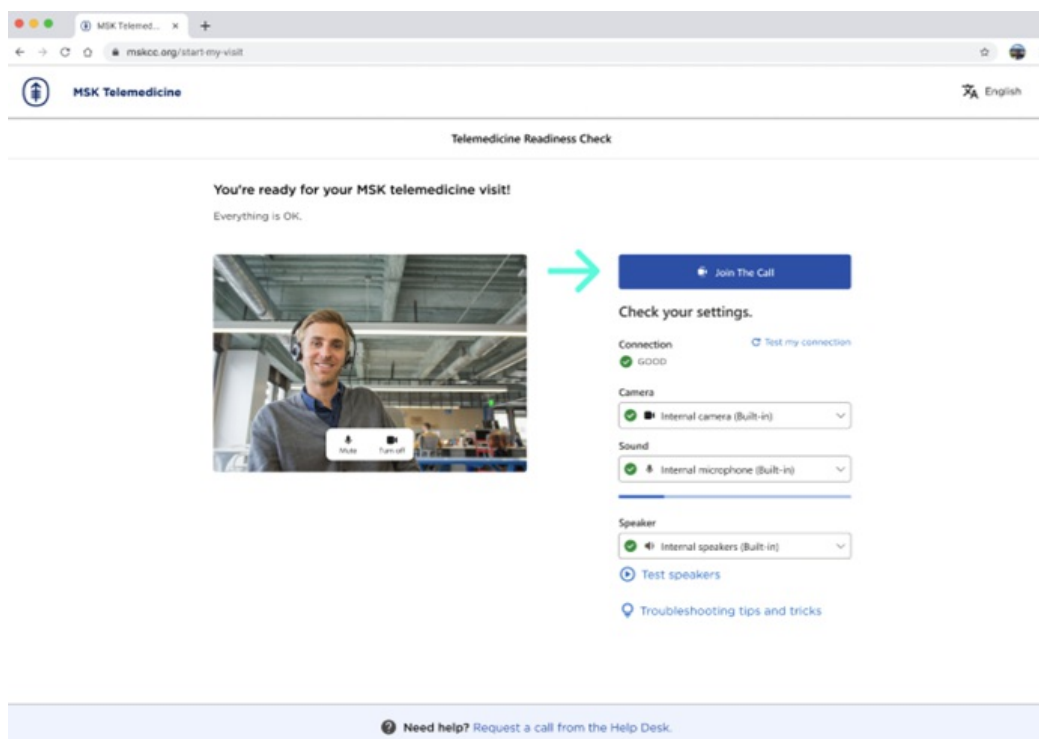 MSK Telemed...
mskcc.org/start-my-visit
MSK Telemedicine
English
Telemedicine Readiness Check
You're ready for your MSK telemedicine visit!
Everything is OK.
Join The Call
Check your settings.
Connection
Test my connection
GOOD
Camera
Internal camera (Built-in)
Sound
Internal microphone (Built-in)
Mute
Turn off
Speaker
Internal speakers (Built-in)
Test speakers
Troubleshooting tips and tricks
Need help? Request a call from the Help Desk.